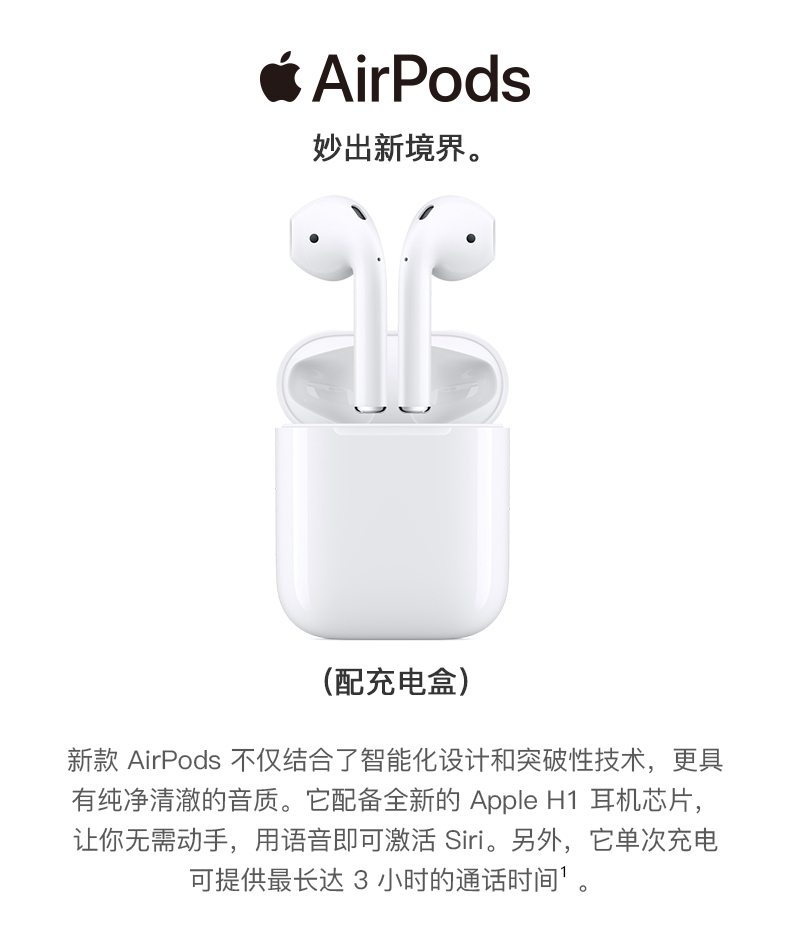 AirPods
妙出新境界。
（配充电盒）
新款 AirPods 不仅结合了智能化设计和突破性技术，更具
有纯净清澈的音质。它配备全新的 Apple H1 耳机芯片，
让你无需动手，用语音即可激活 Siri。另外，它单次充电
可提供最长达 3 小时的通话时间¹ 。